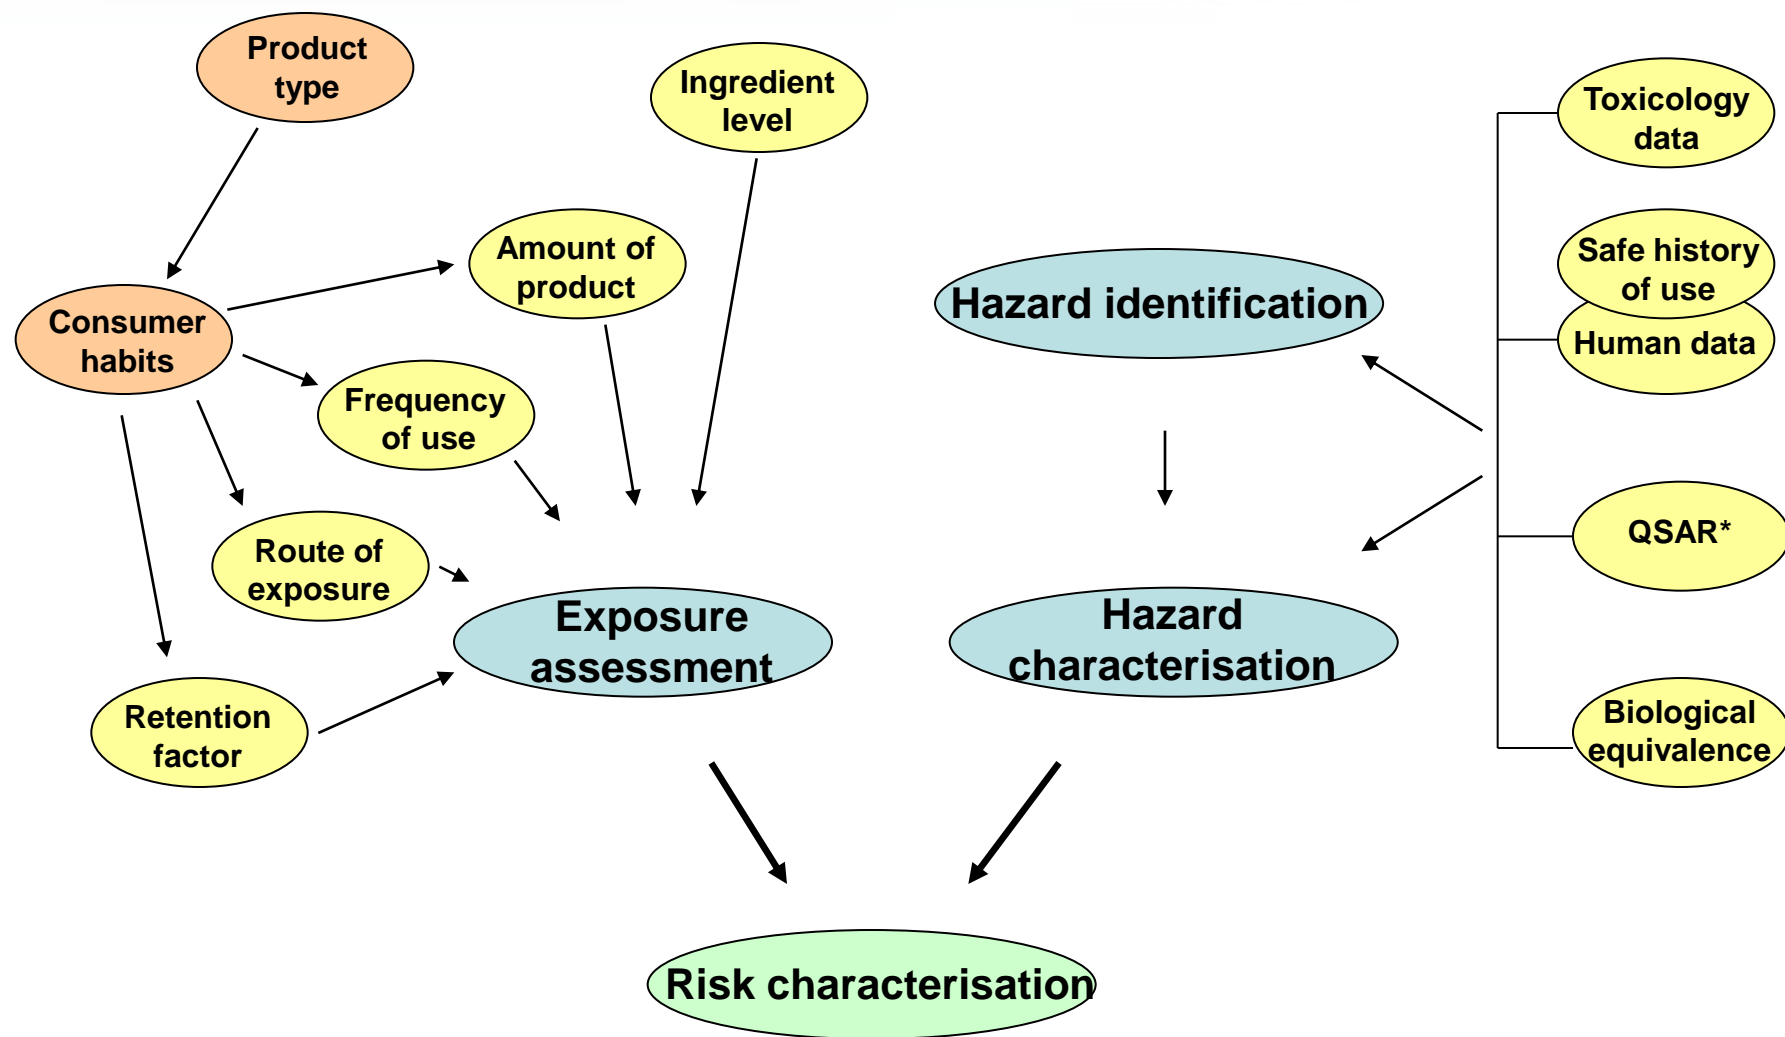 Product
type
Ingredient
level
Toxicology
data
Amount of
product
Safe history
of use
Hazard identification
Consumer
habits
Human data
Frequency
of use
Route of
exposure
QSAR*
Exposure
assessment
Hazard
characterisation
Retention
factor
Biological
equivalence
Risk characterisation